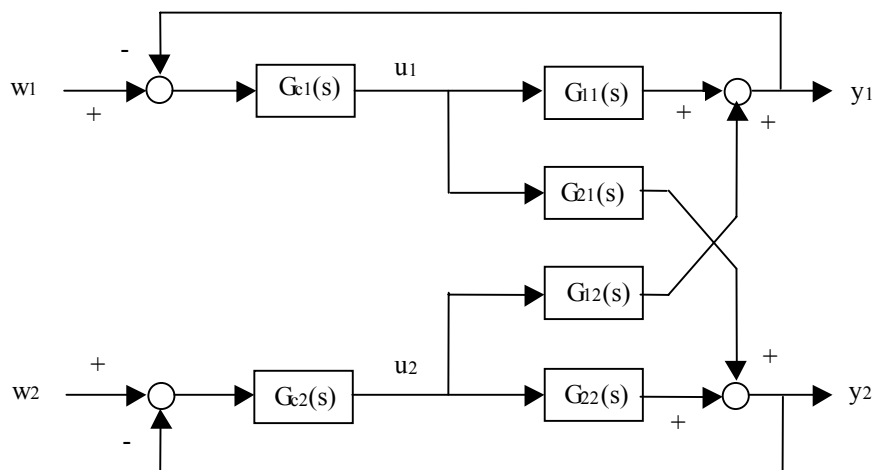 -
w1 + Gc1(s) u1 G11(s) + + y1
G21(s)
G12(s)
w2 + Gc2(s) u2 G22(s) + + y2
-